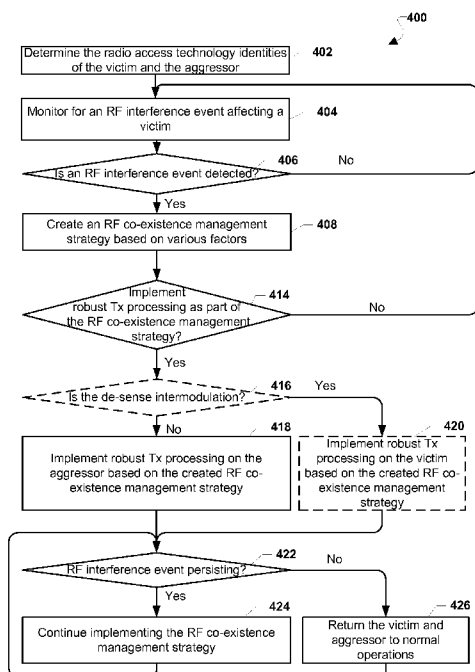 400
Determine the radio access technology identities
of the victim and the aggressor
402
Monitor for an RF interference event affecting a
victim
404
Is an RF interference event detected?
406
No
Yes
Create an RF co-existence management
strategy based on various factors
408
Implement
robust Tx processing as part of
the RF co-existence management
strategy?
414
No
Yes
Is the de-sense intermodulation?
416
Yes
No
418
Implement robust Tx processing on the
aggressor based on the created RF co-
existence management strategy
420
Implement robust Tx
processing on the victim
based on the created RF co-
existence management
strategy
RF interference event persisting?
422
No
Yes
424
Continue implementing the RF co-existence
management strategy
426
Return the victim and
aggressor to normal
operations